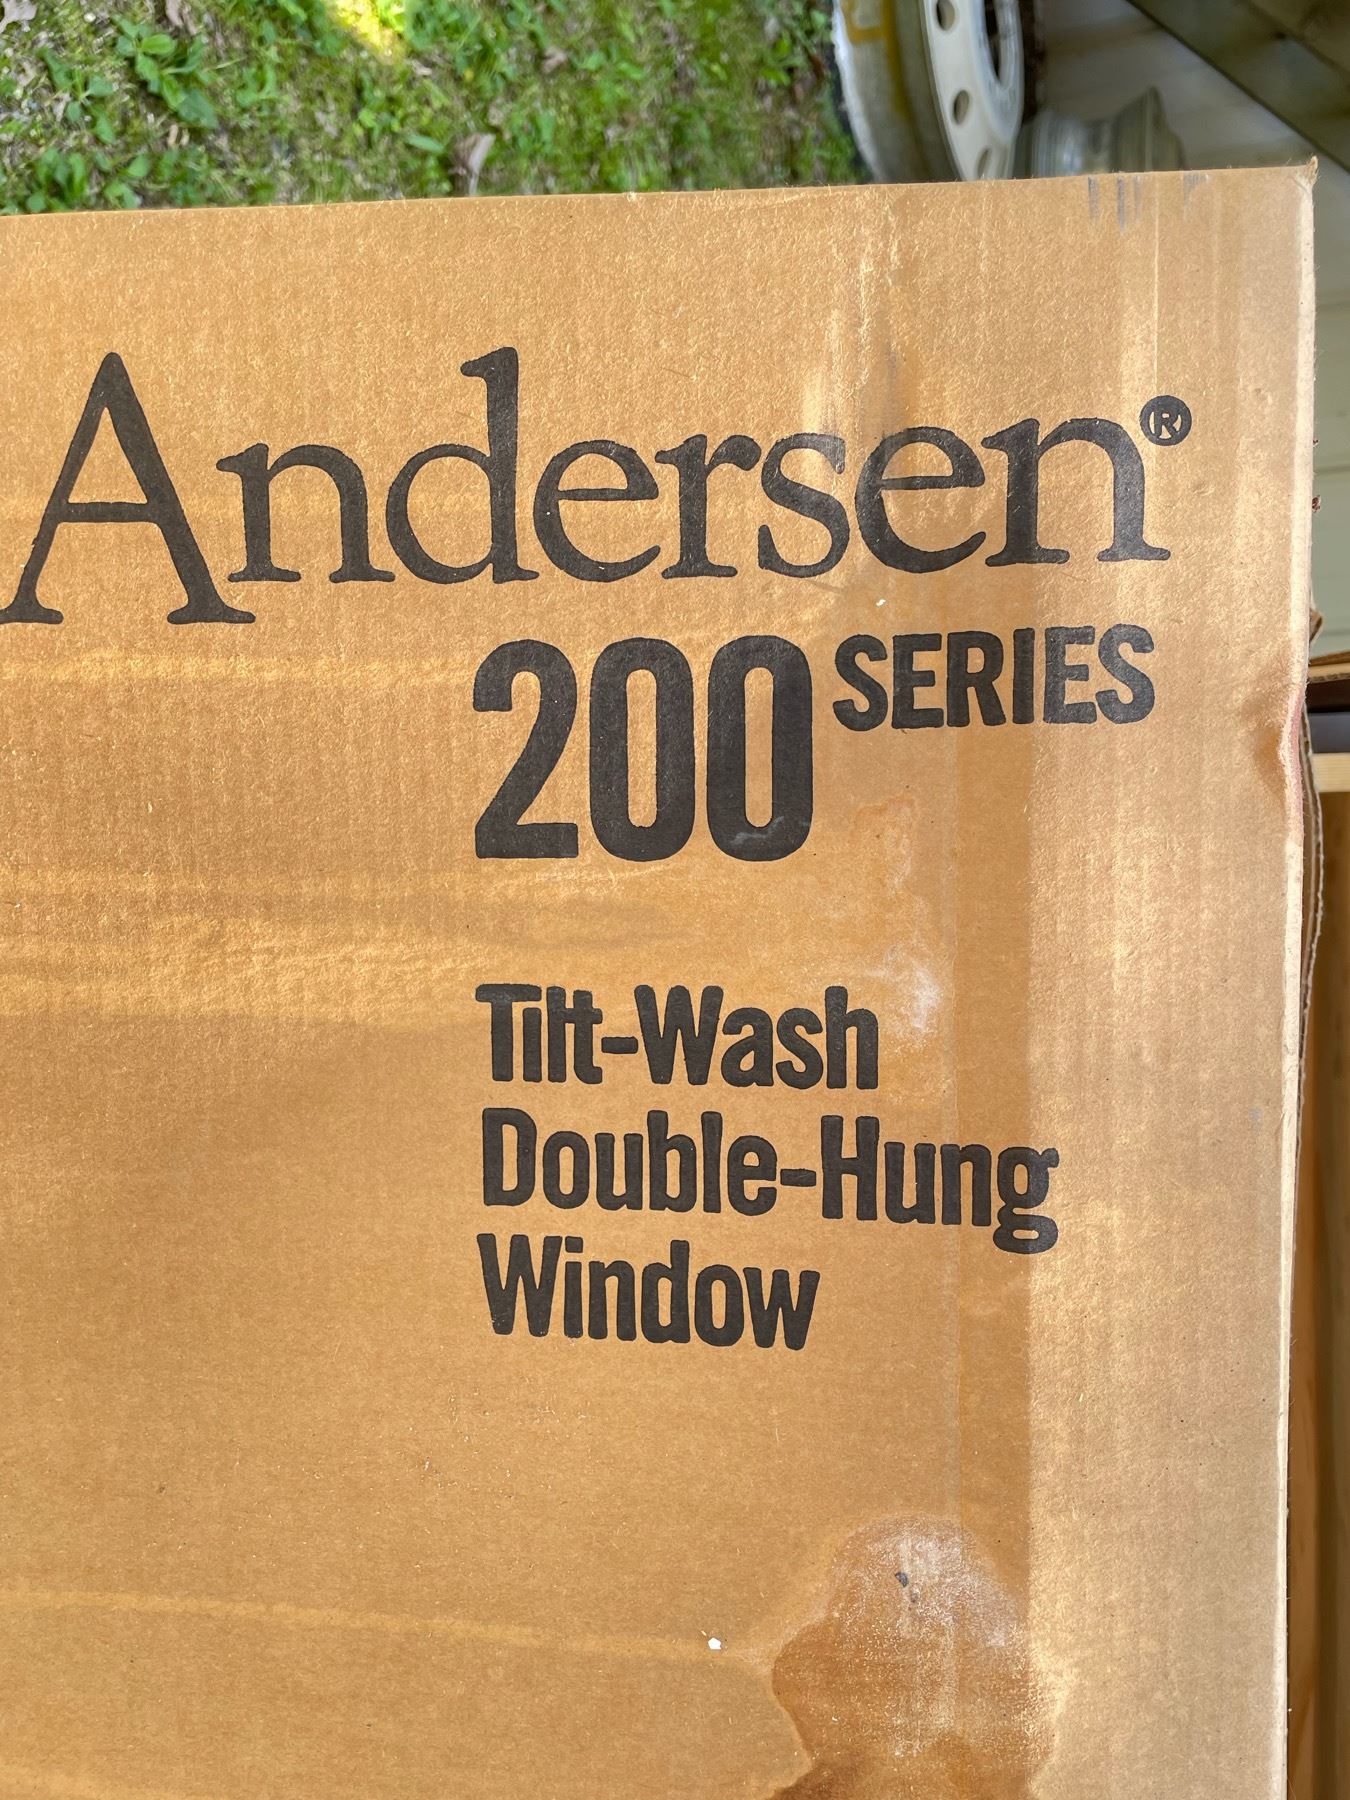 Andersen®
200 SERIES
Tilt-Wash
Double-Hung
Window